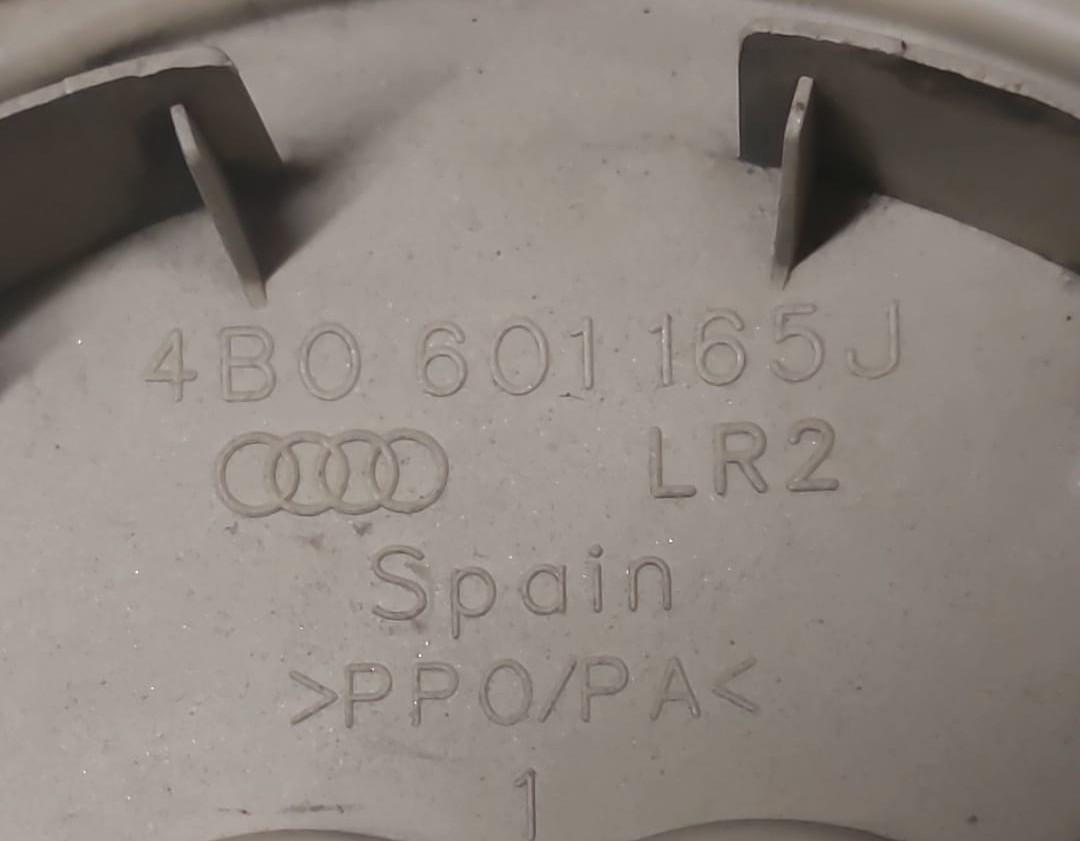 4B0 601 165J
LR2
Spain
>PPO/PA<
1